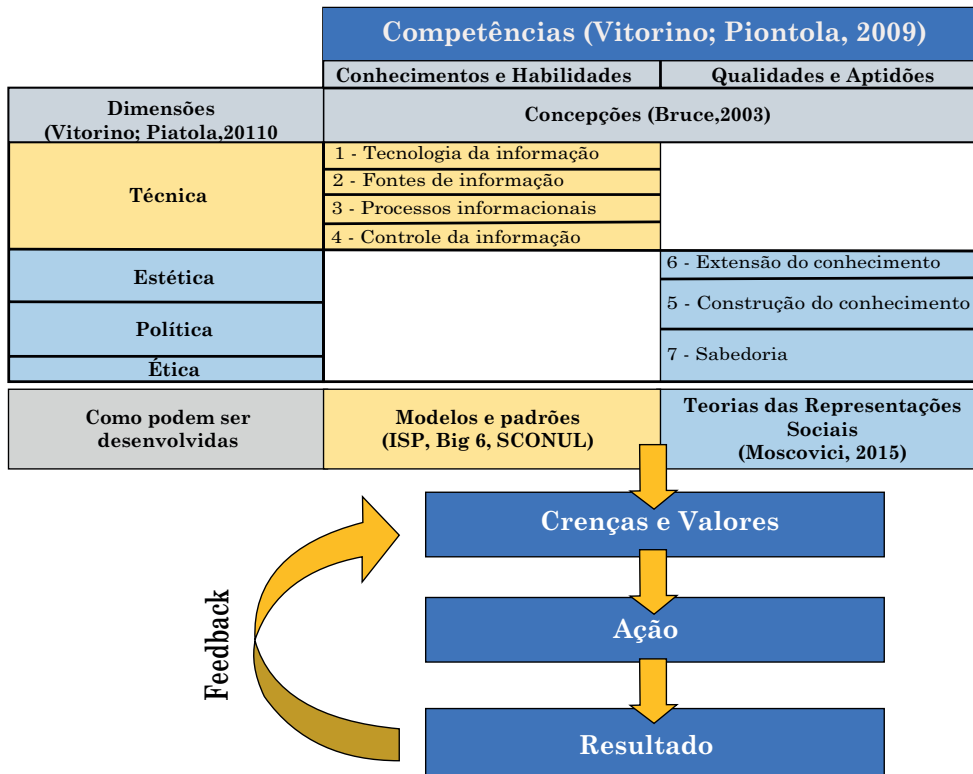 Competências (Vitorino; Piontola, 2009)
Conhecimentos e Habilidades
Qualidades e Aptidões
Dimensões
(Vitorino; Piatola,20110
Concepções (Bruce,2003)
Técnica
1 - Tecnologia da informação
2 - Fontes de informação
3 - Processos informacionais
4 - Controle da informação
Estética
6 - Extensão do conhecimento
Política
5 - Construção do conhecimento
Ética
7 - Sabedoria
Como podem ser
desenvolvidas
Modelos e padrões
(ISP, Big 6, SCONUL)
Teorias das Representações
Sociais
(Moscovici, 2015)
Crenças e Valores
Feedback
Ação
Resultado